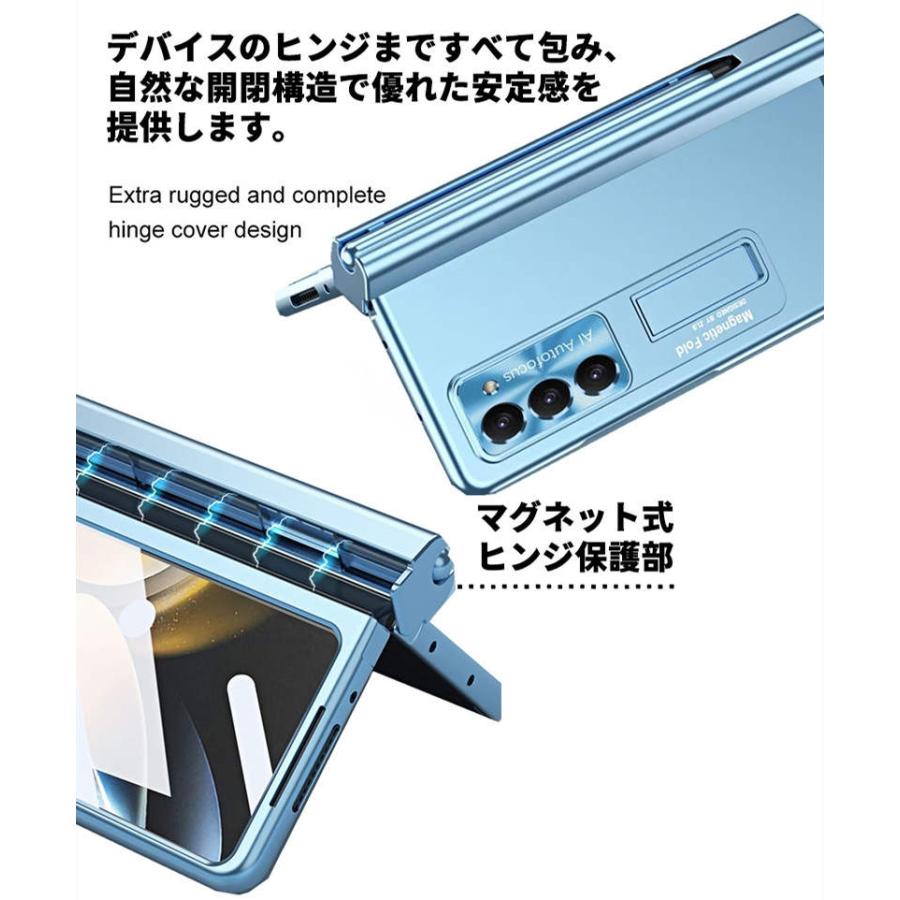 デバイスのヒンジまですべて包み、
自然な開閉構造で優れた安定感を
提供します。
Extra rugged and complete
hinge cover design
Magnetic Fold
DESIGNED BY ZLB
AI Autofocus
マグネット式
ヒンジ保護部